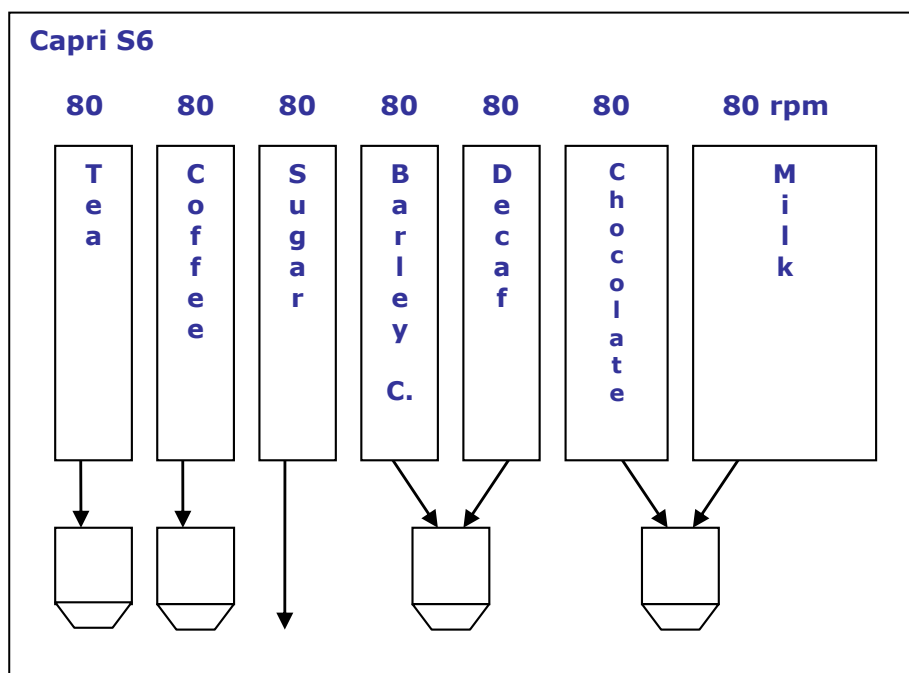 Capri S6
80 80 80 80 80 80 80 rpm
Tea
Coffee
Sugar
Barley C.
Decaf
Chocolate
Milk